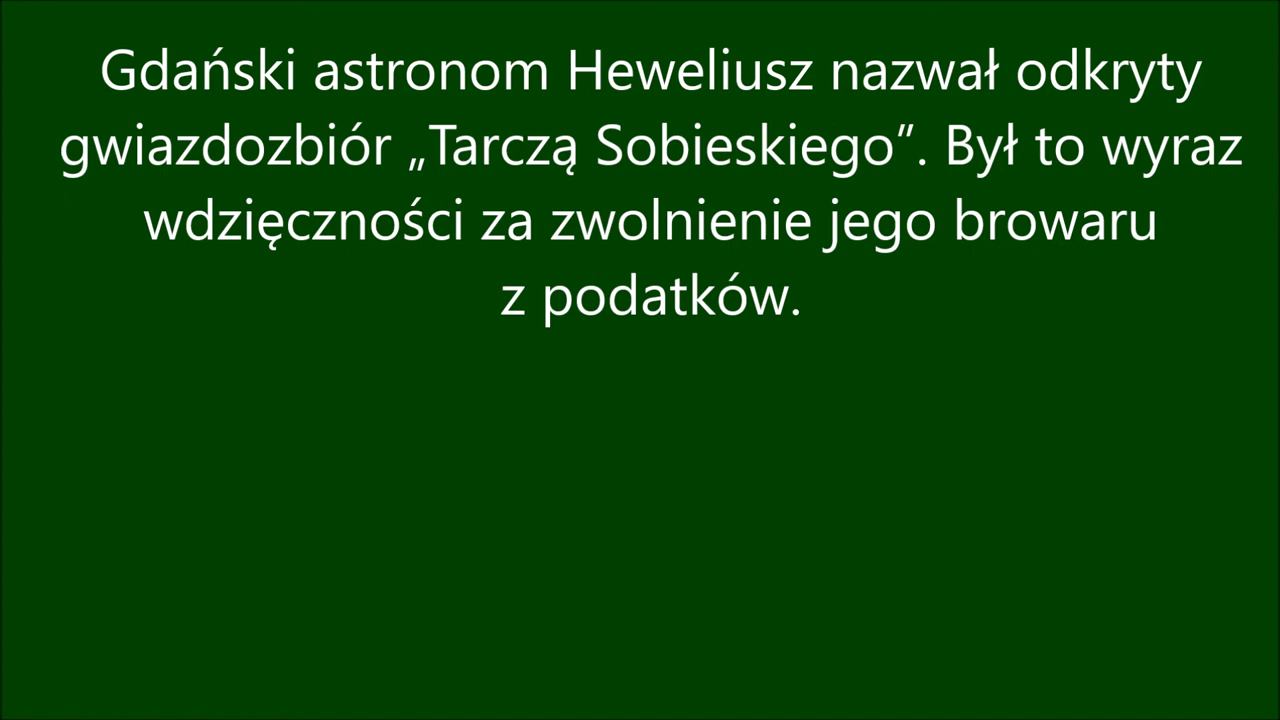 Gdański astronom Heweliusz nazwał odkryty
gwiazdozbiór „Tarczą Sobieskiego”. Był to wyraz
wdzięczności za zwolnienie jego browaru
z podatków.